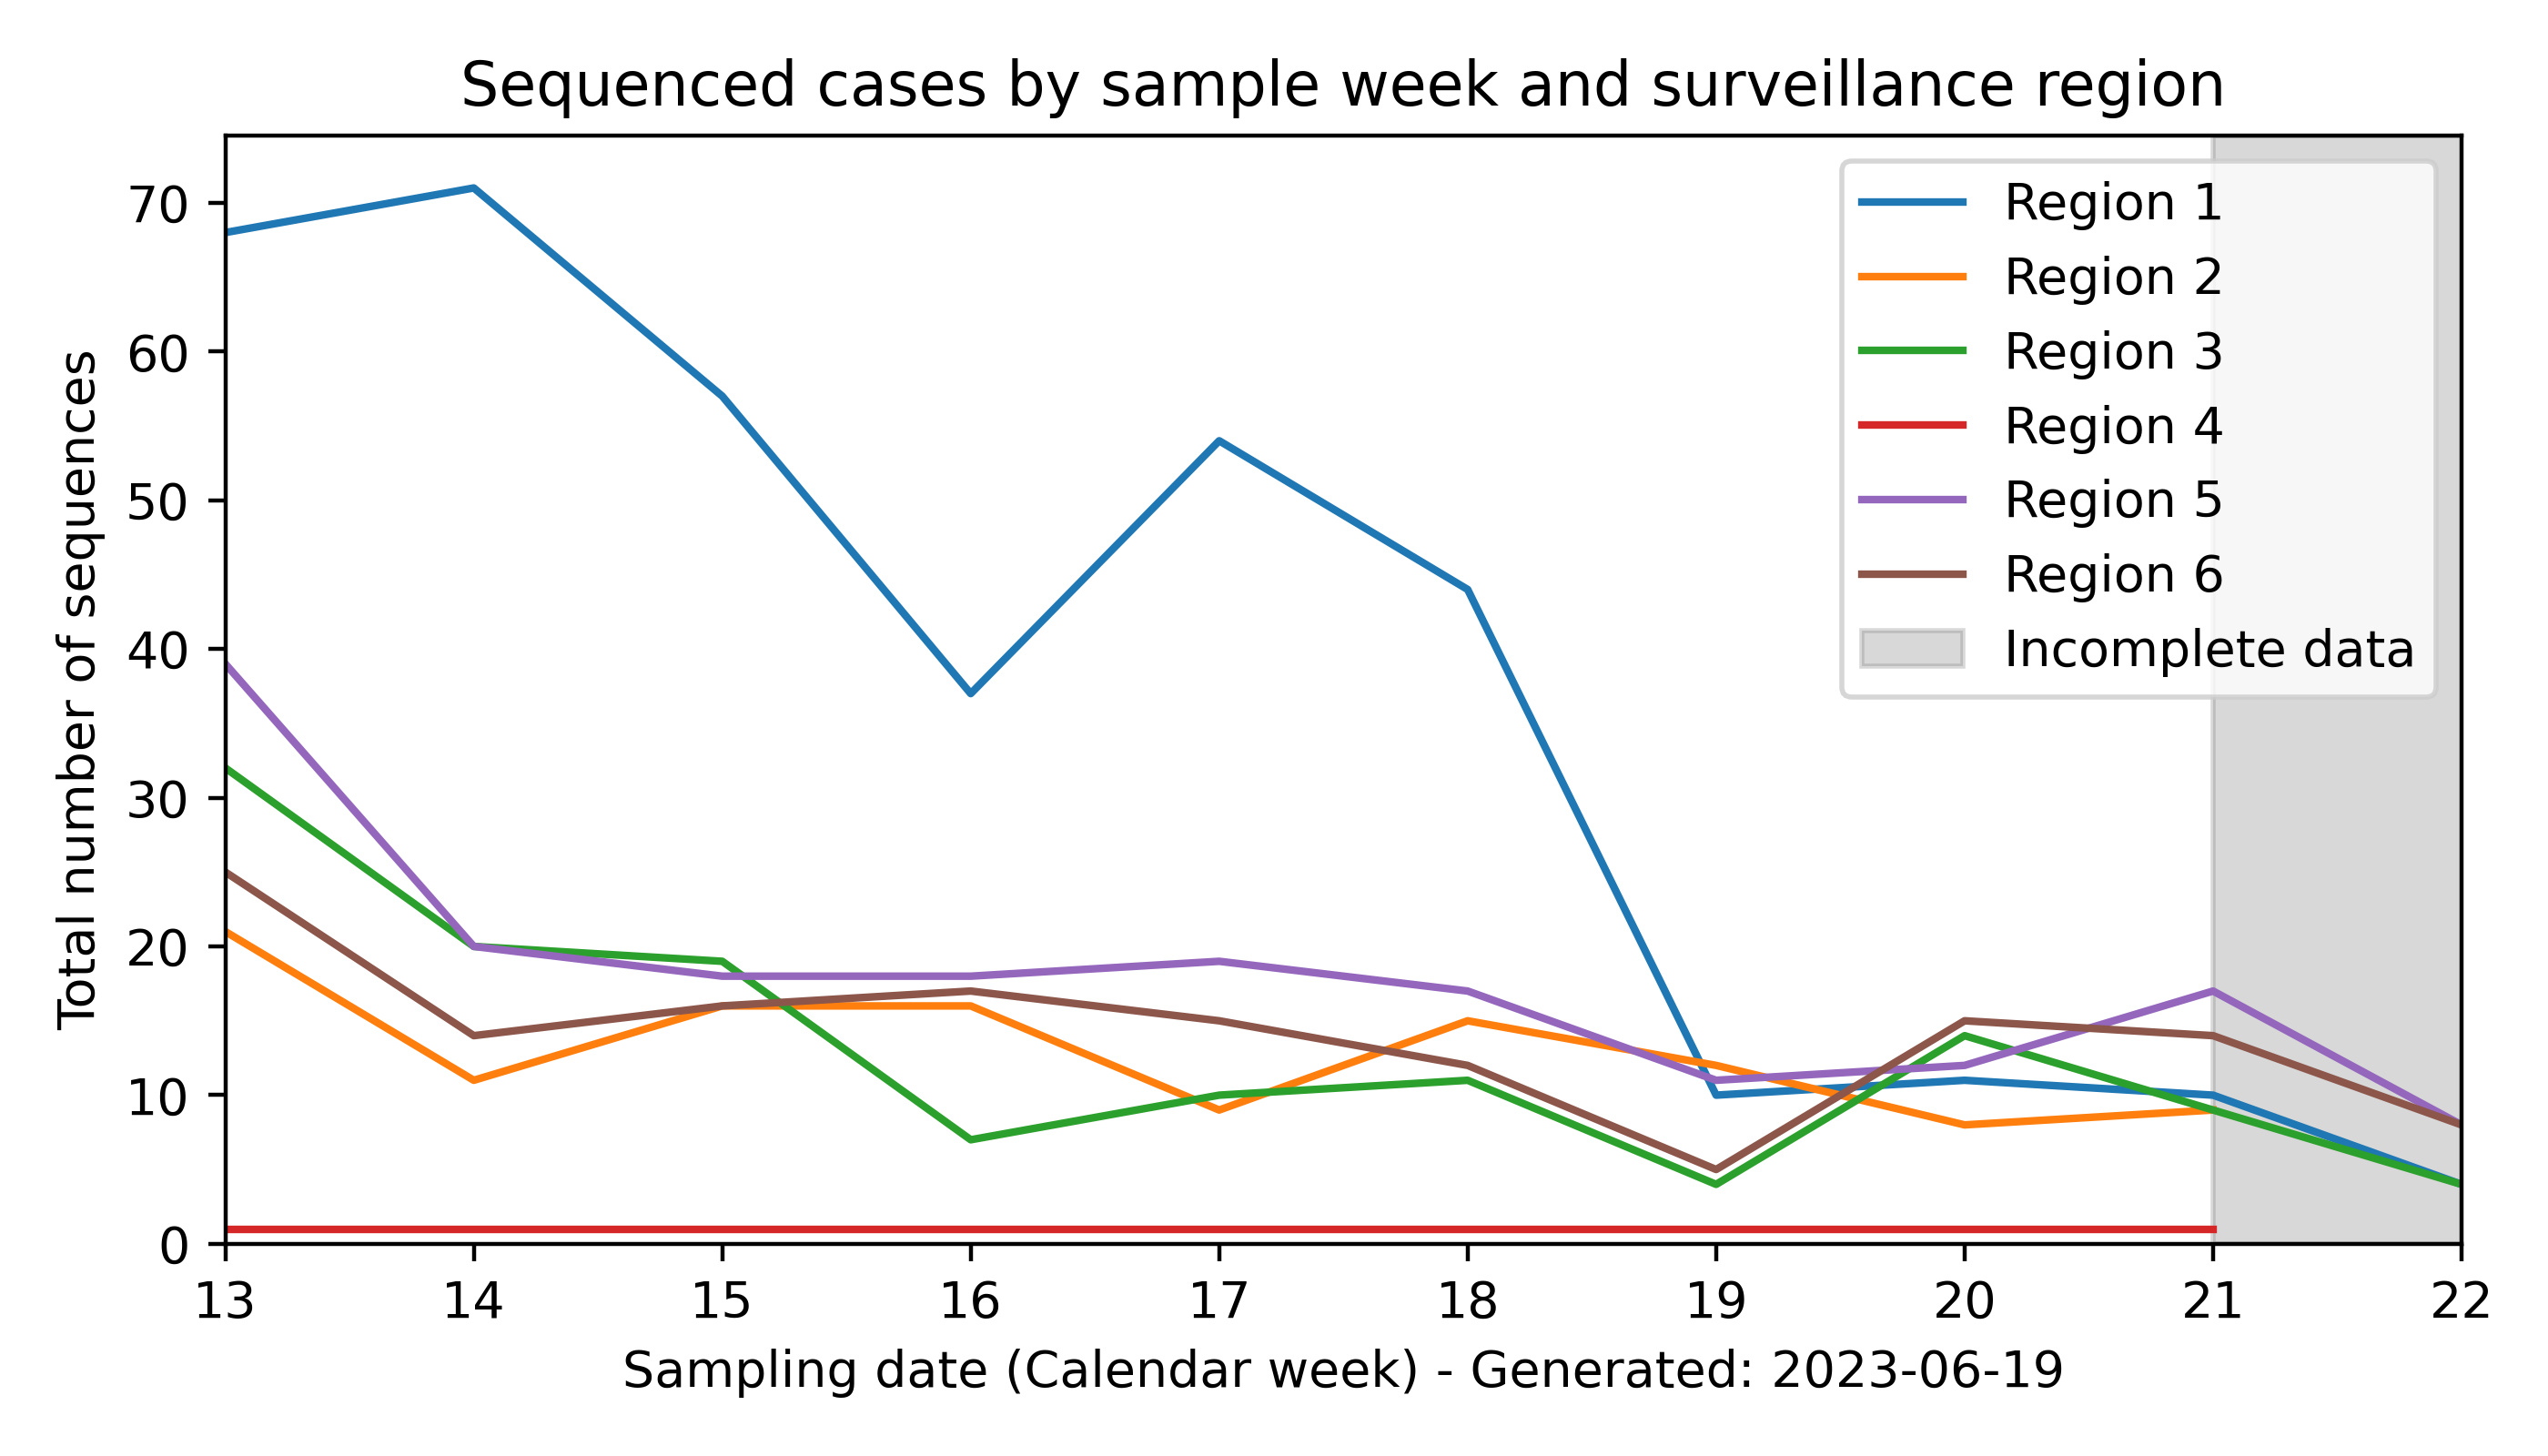 Sequenced cases by sample week and surveillance region
Total number of sequences
70
60
50
40
30
20
10
0
Region 1
Region 2
Region 3
Region 4
Region 5
Region 6
Incomplete data
13 14 15 16 17 18 19 20 21 22
Sampling date (Calendar week) - Generated: 2023-06-19